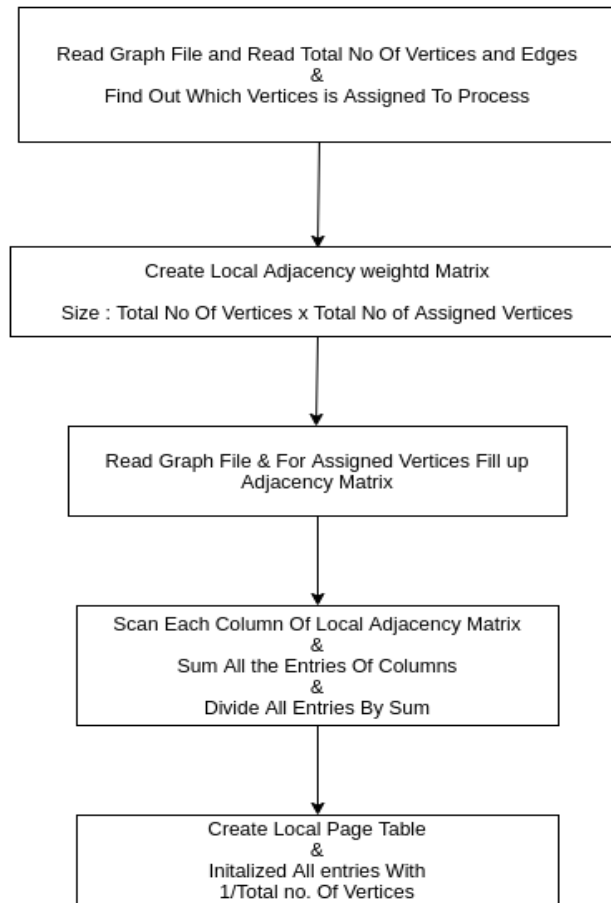 Read Graph File and Read Total No Of Vertices and Edges
&
Find Out Which Vertices is Assigned To Process
Create Local Adjacency weightd Matrix
Size : Total No Of Vertices x Total No of Assigned Vertices
Read Graph File & For Assigned Vertices Fill up
Adjacency Matrix
Scan Each Column Of Local Adjacency Matrix
&
Sum All the Entries Of Columns
&
Divide All Entries By Sum
Create Local Page Table
&
Initalized All entries With
1/Total no. Of Vertices